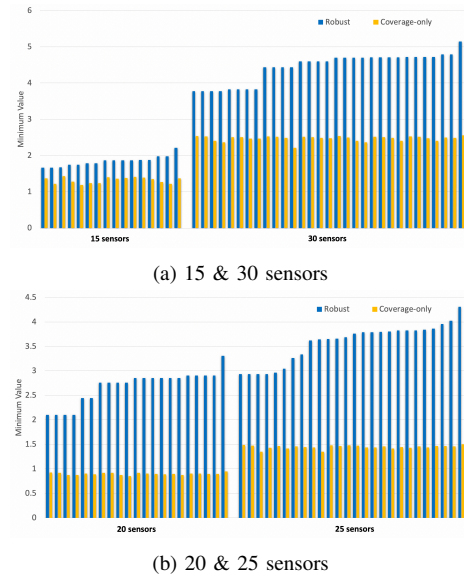 6
Robust
Coverage-only
5
4
3
2
1
0
Minimum Value
15 sensors
30 sensors
(a) 15 & 30 sensors
4.5
Robust
Coverage-only
4
3.5
3
2.5
2
1.5
1
0.5
0
Minimum Value
20 sensors
25 sensors
(b) 20 & 25 sensors